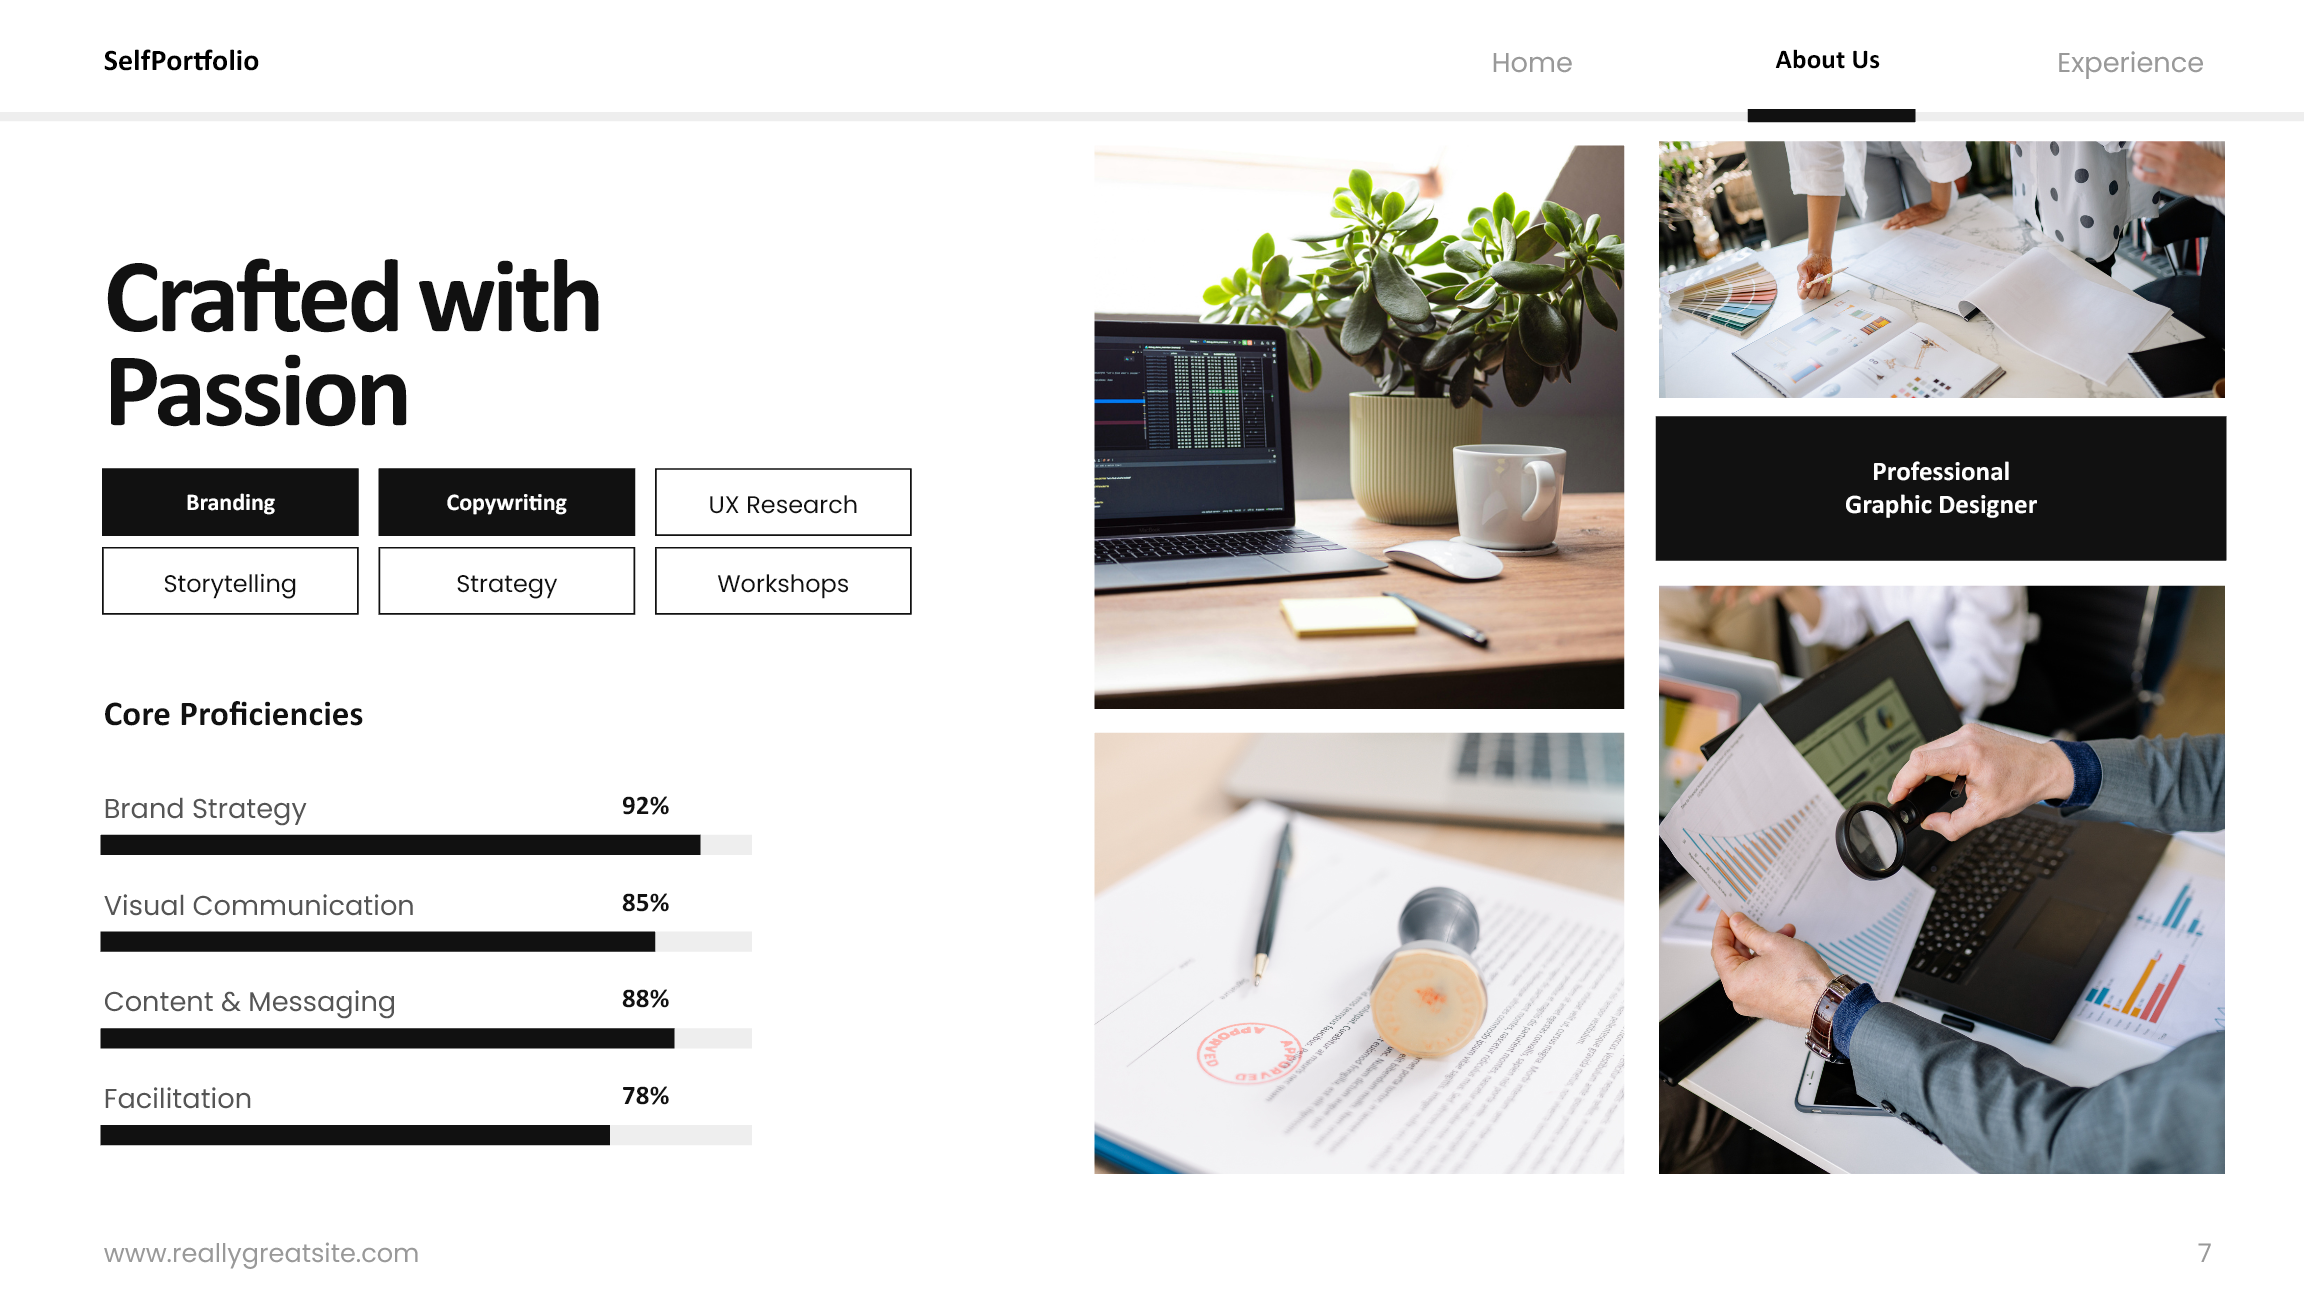 SelfPortfolio
Home
About Us
Experience
Crafted with
Passion
Branding
Copywriting
UX Research
Storytelling
Strategy
Workshops
Core Proficiencies
Brand Strategy
92%
Visual Communication
85%
Content & Messaging
88%
Facilitation
78%
Professional
Graphic Designer
www.reallygreatsite.com
7